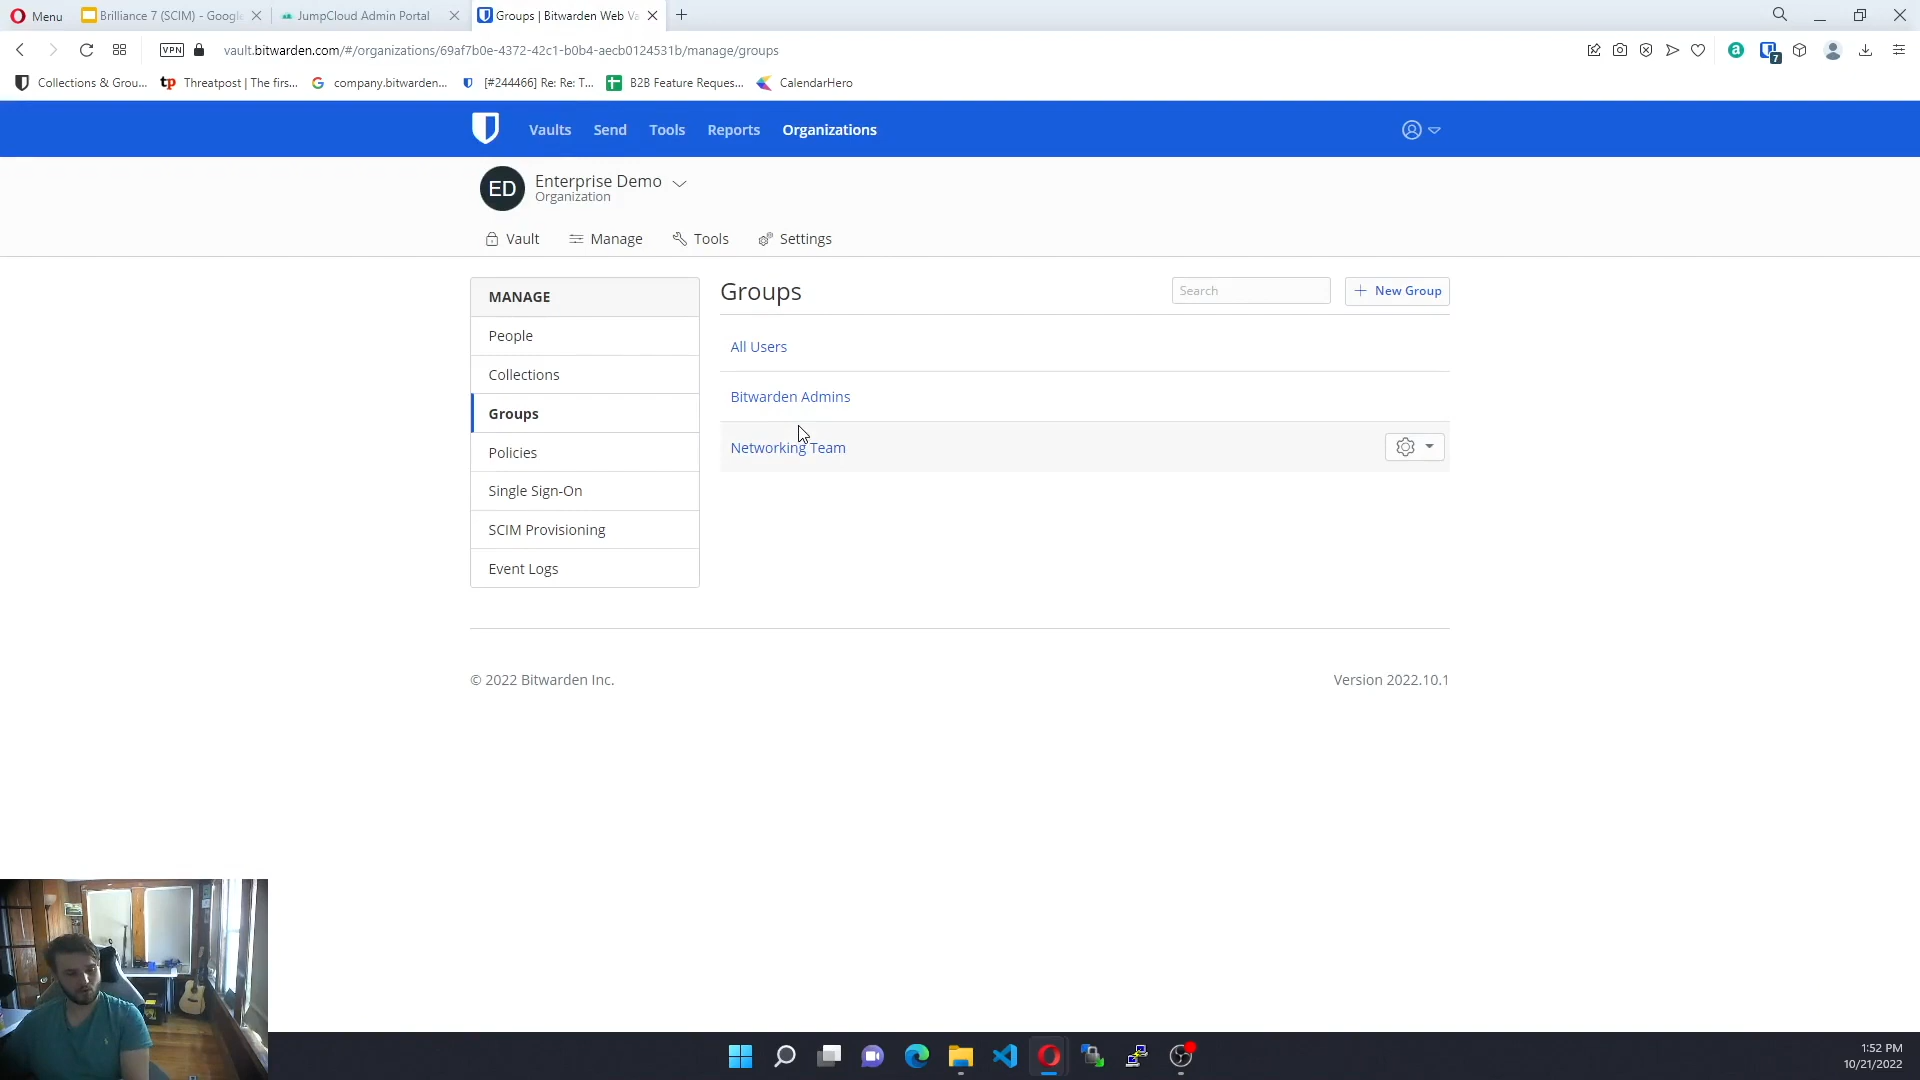 Menu
Brilliance 7 (SCIM) - Google
JumpCloud Admin Portal
Groups | Bitwarden Web Va
VPN
vault.bitwarden.com/#/organizations/69af7b0e-4372-42c1-b0b4-aecb0124531b/manage/groups
a
7
Collections & Grou...
tp
Threatpost | The firs...
G
company.bitwarden...
[#244466] Re: Re: T...
B2B Feature Reques...
CalendarHero
Vaults
Send
Tools
Reports
Organizations
ED
Enterprise Demo
Organization
Vault
Manage
Tools
Settings
MANAGE
People
Collections
Groups
Policies
Single Sign-On
SCIM Provisioning
Event Logs
Groups
Search
New Group
All Users
Bitwarden Admins
Networking Team
© 2022 Bitwarden Inc.
Version 2022.10.1
1:52 PM
10/21/2022